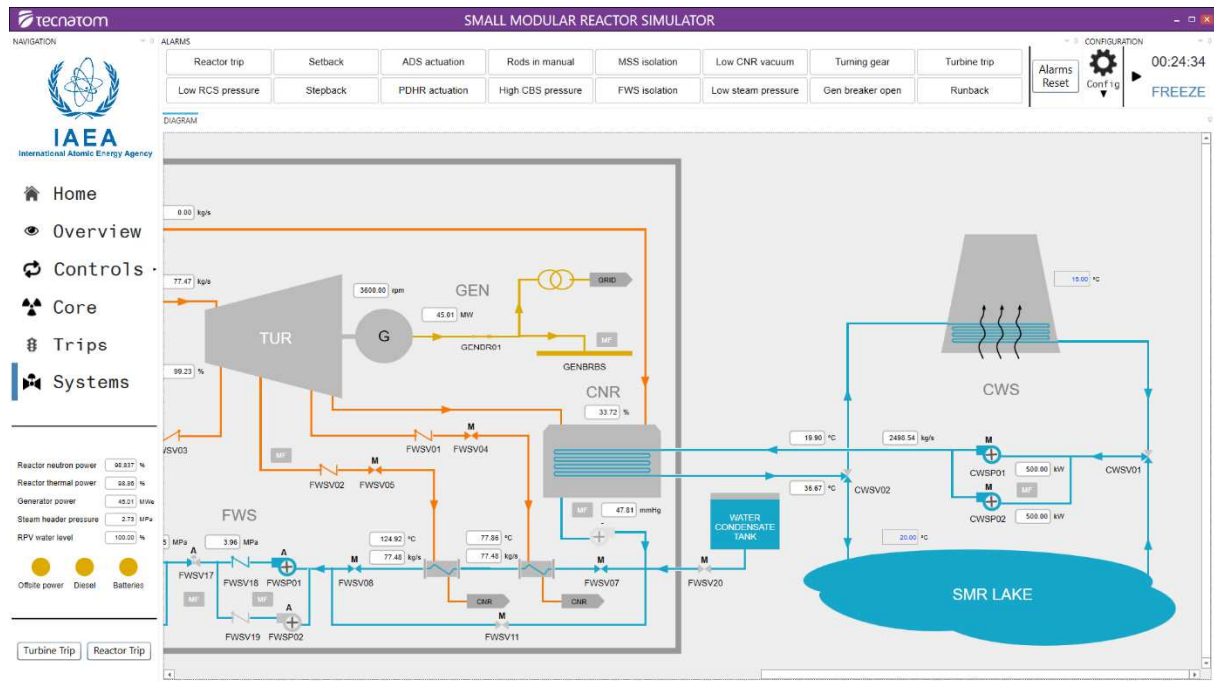 tecnatom
SMALL MODULAR REACTOR SIMULATOR
NAVIGATION
ALARMS
CONFIGURATION
Reactor trip
Setback
ADS actuation
Rods in manual
MSS isolation
Low CNR vacuum
Turning gear
Turbine trip
Low RCS pressure
Stepback
PDHR actuation
High CBS pressure
FWS isolation
Low steam pressure
Gen breaker open
Runback
Alarms
Reset
Config
00:24:34
FREEZE
IAEA
International Atomic Energy Agency
DIAGRAM
Home
Overview
Controls
Core
Trips
Systems
Reactor neutron power 98.837 %
Reactor thermal power 98.86 %
Generator power 45.01 MWe
Steam header pressure 2.73 MPa
RPV water level 100.00 %
Offsite power
Diesel
Batteries
Turbine Trip
Reactor Trip
0.00 kg/s
77.47 kg/s
99.23 %
TUR
3600.00 rpm
GEN
45.01 MW
G
GENDR01
GRID
MF
GENBRBS
CNR
33.72 %
MF
47.81 mmHg
FWSV01
M
FWSV04
MF
FWSV02
M
FWSV05
FWS
5 MPa
3.96 MPa
124.92 °C
77.48 kg/s
77.86 °C
77.48 kg/s
A
FWSV17
FWSV18
A
FWSP01
M
FWSV08
M
FWSV07
M
FWSV20
WATER
CONDENSATE
TANK
MF
MF
CNR
CNR
FWSV19
A
FWSP02
M
FWSV11
15.00 °C
CWS
19.90 °C
2498.54 kg/s
M
CWSP01
500.00 kW
CWSV01
36.67 °C
CWSV02
M
MF
CWSP02
500.00 kW
20.00 °C
SMR LAKE